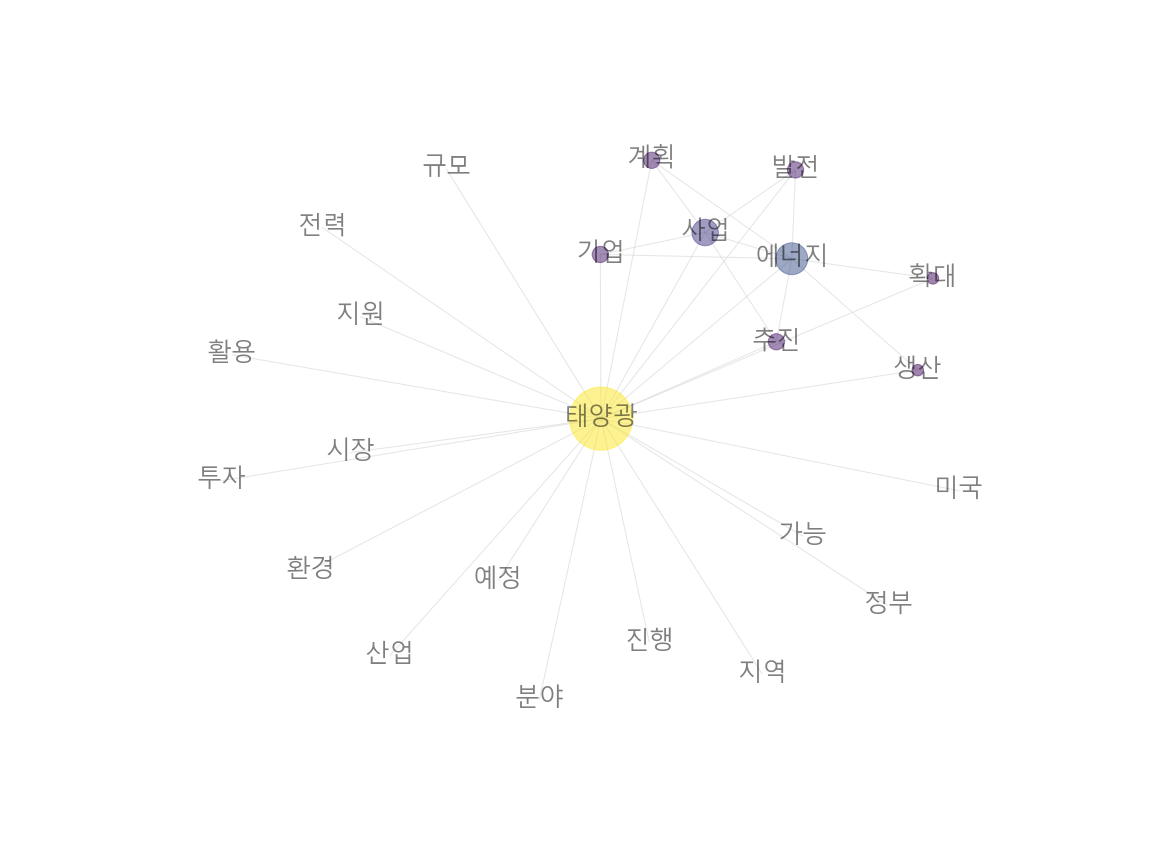 계획
규모
발전
전력
사업
기업
에너지
확대
지원
추진
활용
생산
태양광
시장
투자
미국
가능
환경
예정
정부
진행
산업
지역
분야